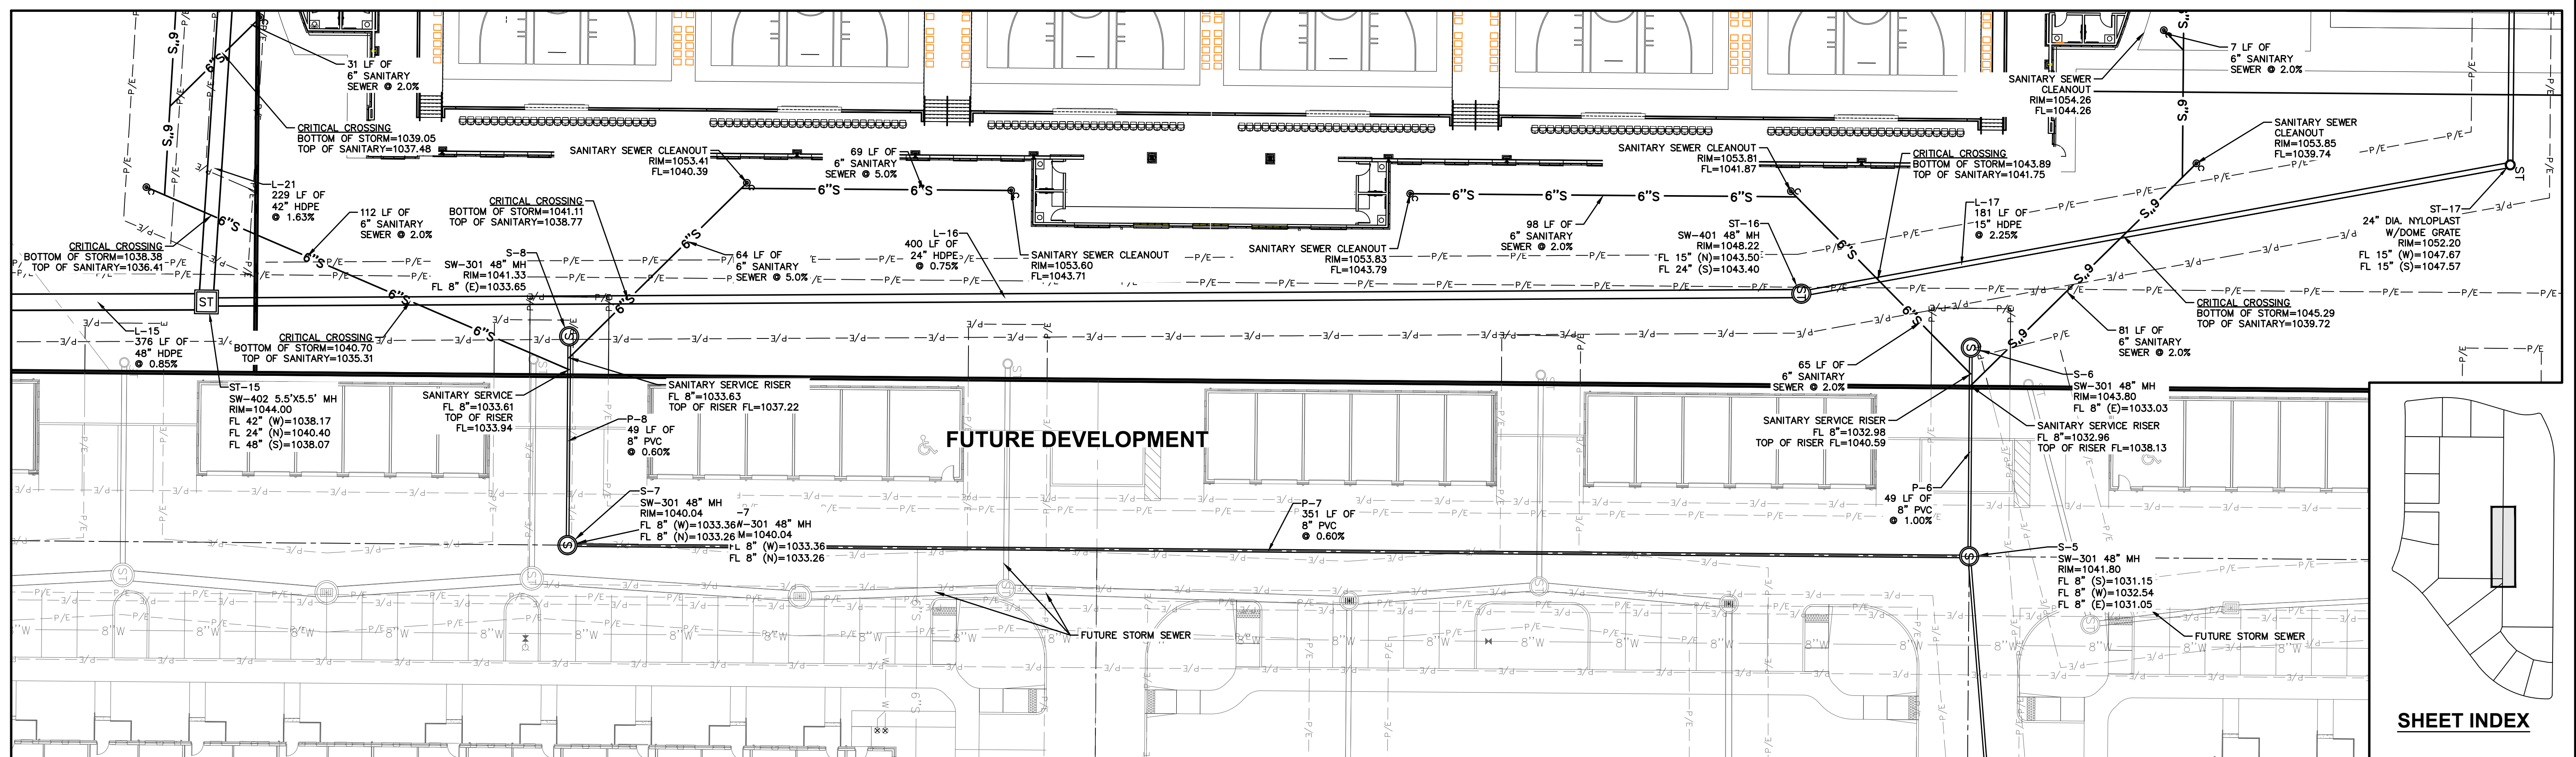 31 LF OF
6" SANITARY
SEWER @ 2.0%
CRITICAL CROSSING
BOTTOM OF STORM=1039.05
TOP OF SANITARY=1037.48
L-21
229 LF OF
42" HDPE
@ 1.63%
112 LF OF
6" SANITARY
SEWER @ 2.0%
CRITICAL CROSSING
BOTTOM OF STORM=1038.38
TOP OF SANITARY=1036.41
L-15
376 LF OF
48" HDPE
@ 0.85%
ST
ST-15
SW-402 5.5'X5.5' MH
RIM=1044.00
FL 42" (W)=1038.17
FL 24" (N)=1040.40
FL 48" (S)=1038.07
CRITICAL CROSSING
BOTTOM OF STORM=1040.70
TOP OF SANITARY=1035.31
CRITICAL CROSSING
BOTTOM OF STORM=1041.11
TOP OF SANITARY=1038.77
S-8
SW-301 48" MH
RIM=1041.33
FL 8" (E)=1033.65
SANITARY SEWER CLEANOUT
RIM=1053.41
FL=1040.39
69 LF OF
6" SANITARY
SEWER @ 5.0%
6"S
6"S
64 LF OF
6" SANITARY
SEWER @ 5.0%
L-16
400 LF OF
24" HDPE
@ 0.75%
SANITARY SEWER CLEANOUT
RIM=1053.60
FL=1043.71
SANITARY SEWER CLEANOUT
RIM=1053.83
FL=1043.79
6"S
6"S
6"S
6"S
98 LF OF
6" SANITARY
SEWER @ 2.0%
SANITARY SEWER CLEANOUT
RIM=1053.81
FL=1041.87
ST-16
SW-401 48" MH
RIM=1048.22
FL 15" (N)=1043.50
FL 24" (S)=1043.40
CRITICAL CROSSING
BOTTOM OF STORM=1043.89
TOP OF SANITARY=1041.75
L-17
181 LF OF
15" HDPE
@ 2.25%
SANITARY SEWER
CLEANOUT
RIM=1054.26
FL=1044.26
7 LF OF
6" SANITARY
SEWER @ 2.0%
SANITARY SEWER
CLEANOUT
RIM=1053.85
FL=1039.74
ST-17
24" DIA. NYLOPLAST
W/DOME GRATE
RIM=1052.20
FL 15" (W)=1047.67
FL 15" (S)=1047.57
CRITICAL CROSSING
BOTTOM OF STORM=1045.29
TOP OF SANITARY=1039.72
81 LF OF
6" SANITARY
SEWER @ 2.0%
65 LF OF
6" SANITARY
SEWER @ 2.0%
SANITARY SERVICE
FL 8"=1033.61
TOP OF RISER
FL=1033.94
SANITARY SERVICE RISER
FL 8"=1033.63
TOP OF RISER FL=1037.22
P-8
49 LF OF
8" PVC
@ 0.60%
FUTURE DEVELOPMENT
SANITARY SERVICE RISER
FL 8"=1032.98
TOP OF RISER FL=1040.59
S-6
SW-301 48" MH
RIM=1043.80
FL 8" (E)=1033.03
SANITARY SERVICE RISER
FL 8"=1032.96
TOP OF RISER FL=1038.13
S-7
SW-301 48" MH
RIM=1040.04
FL 8" (W)=1033.36
FL 8" (N)=1033.26
-7
-301 48" MH
M=1040.04
FL 8" (W)=1033.36
FL 8" (N)=1033.26
P-7
351 LF OF
8" PVC
@ 0.60%
P-6
49 LF OF
8" PVC
@ 1.00%
S-5
SW-301 48" MH
RIM=1041.80
FL 8" (S)=1031.15
FL 8" (W)=1032.54
FL 8" (E)=1031.05
FUTURE STORM SEWER
FUTURE STORM SEWER
SHEET INDEX